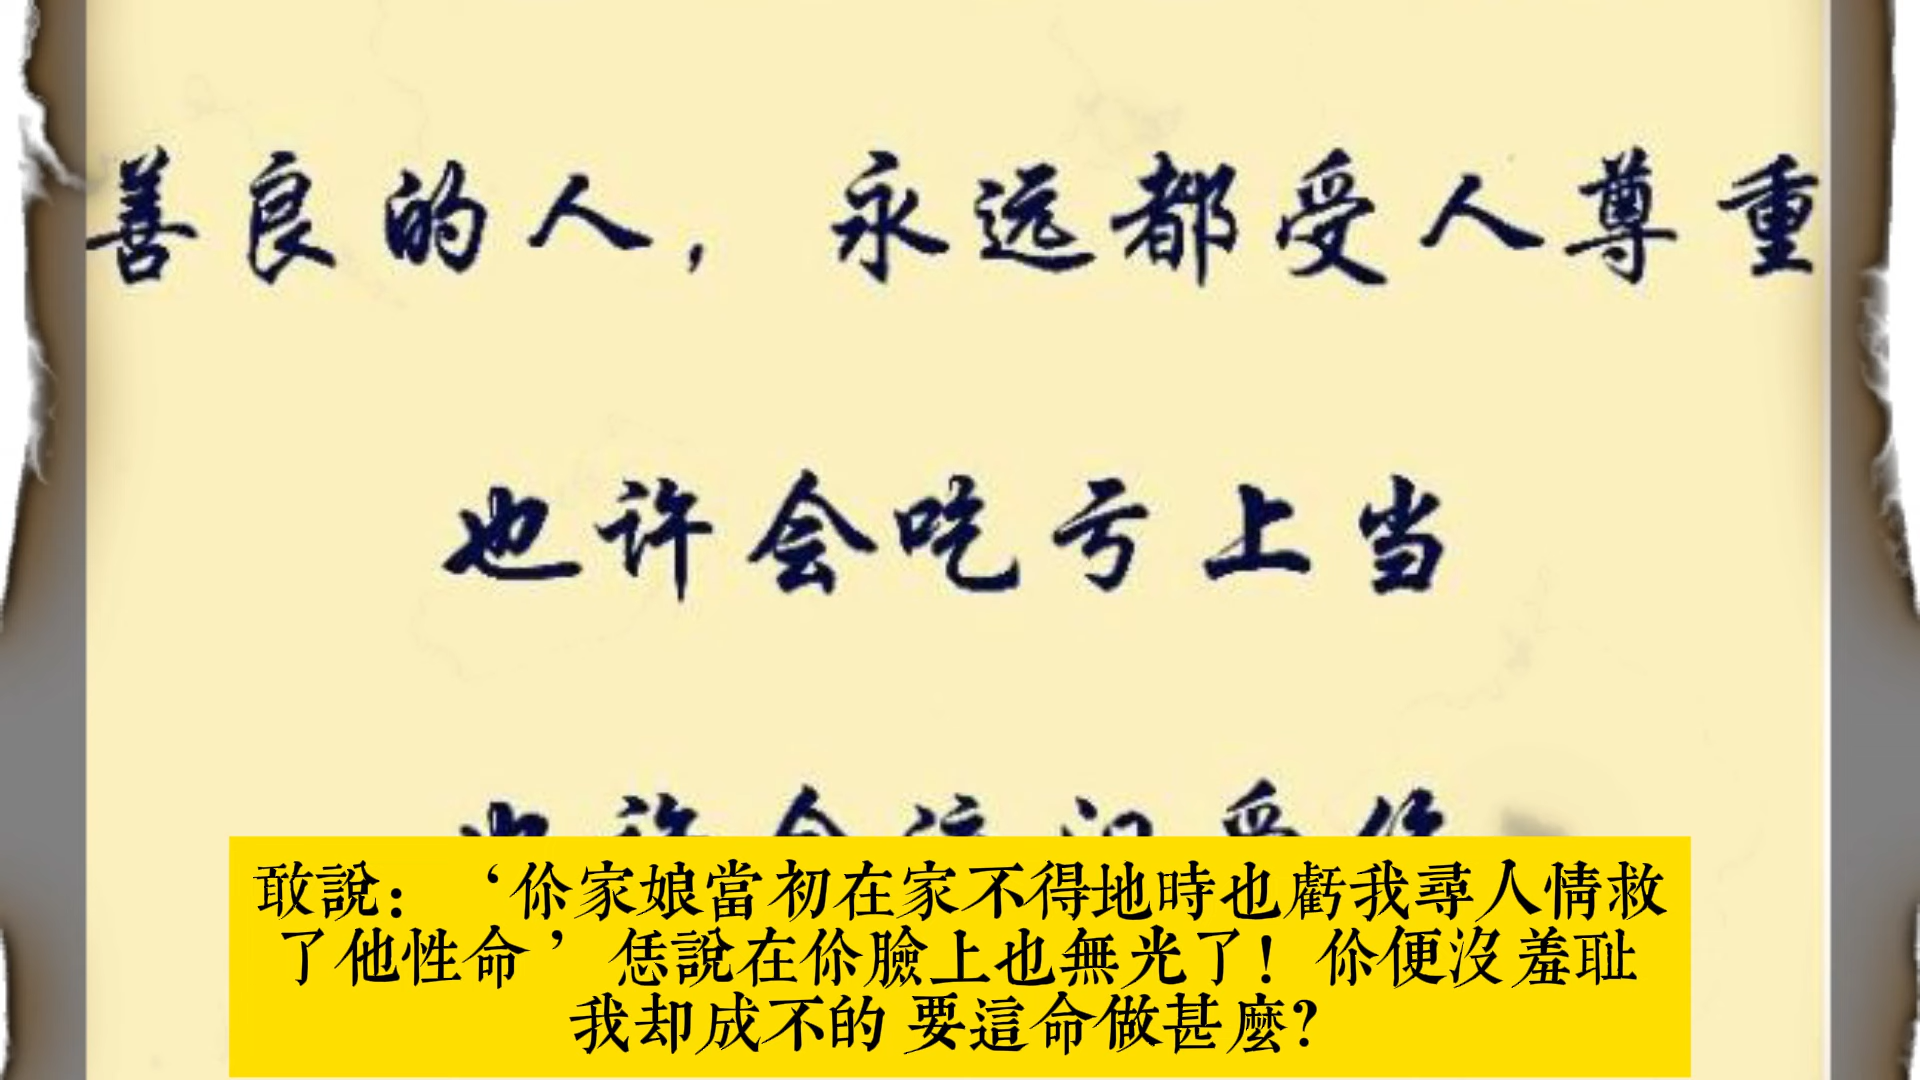 善良的人，永远都受人尊重
也许会吃亏上当
敢說：‘伱家娘當初在家不得地時也虧我尋人情救
了他性命’恁說在伱臉上也無光了！伱便沒羞耻
我却成不的 要這命做甚麼？